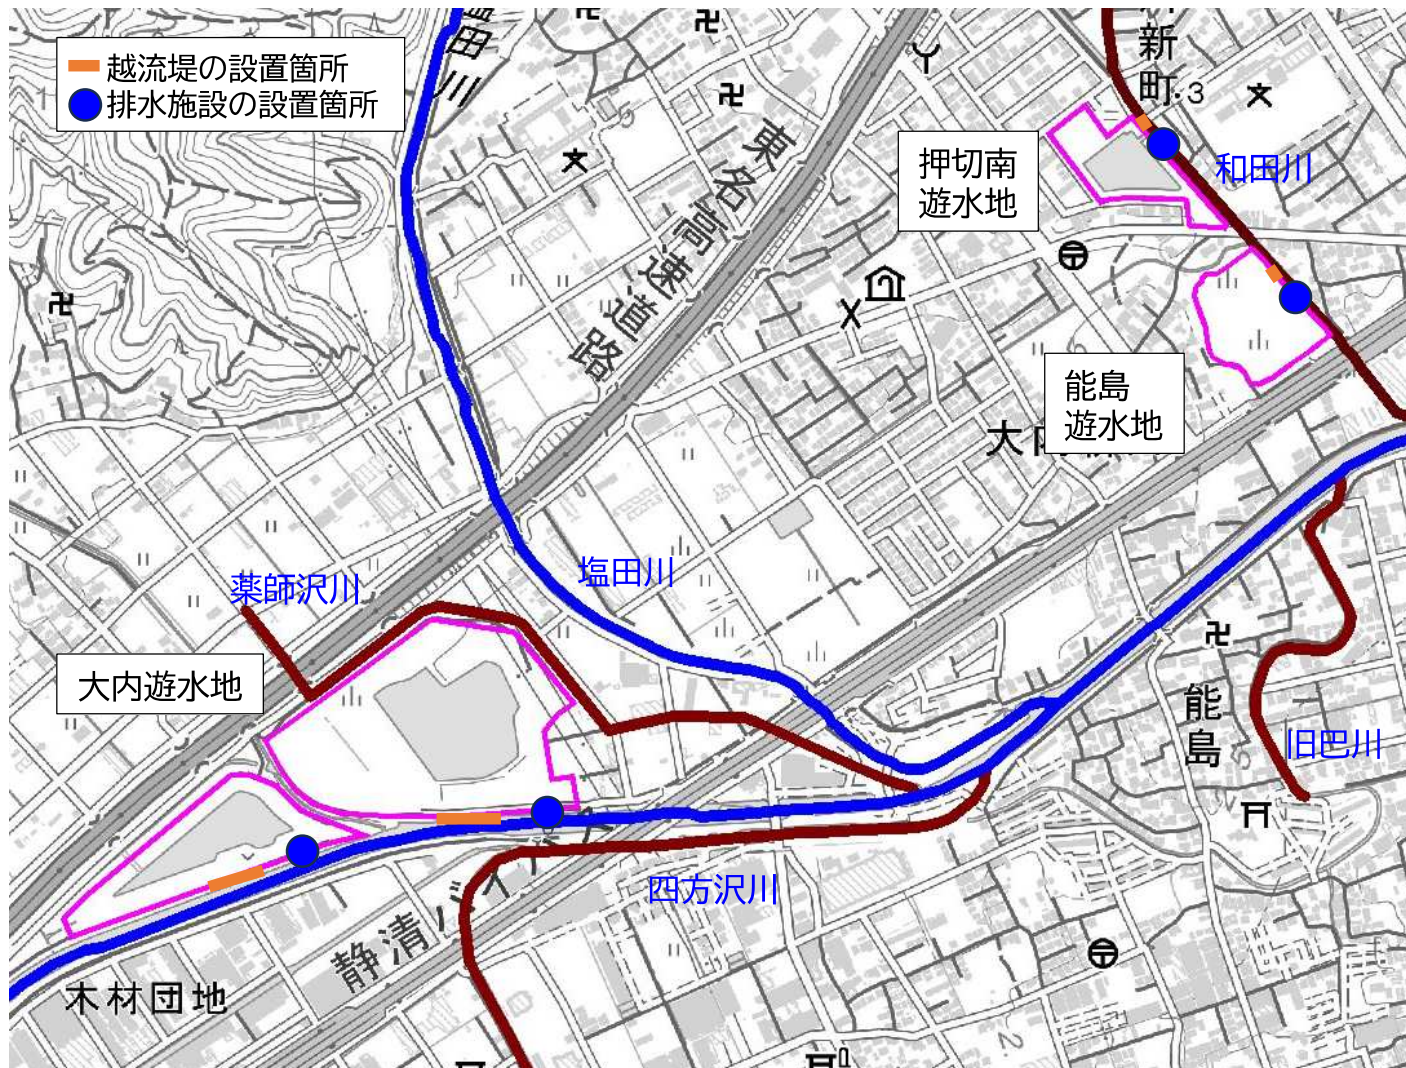 越流堤の設置箇所
排水施設の設置箇所
塩田川
新町
・3
和田川
押切南
遊水地
東名高速道路
能島
遊水地
大内
薬師沢川
塩田川
大内遊水地
能島
旧巴川
四方沢川
静清バイパス
木材団地
2